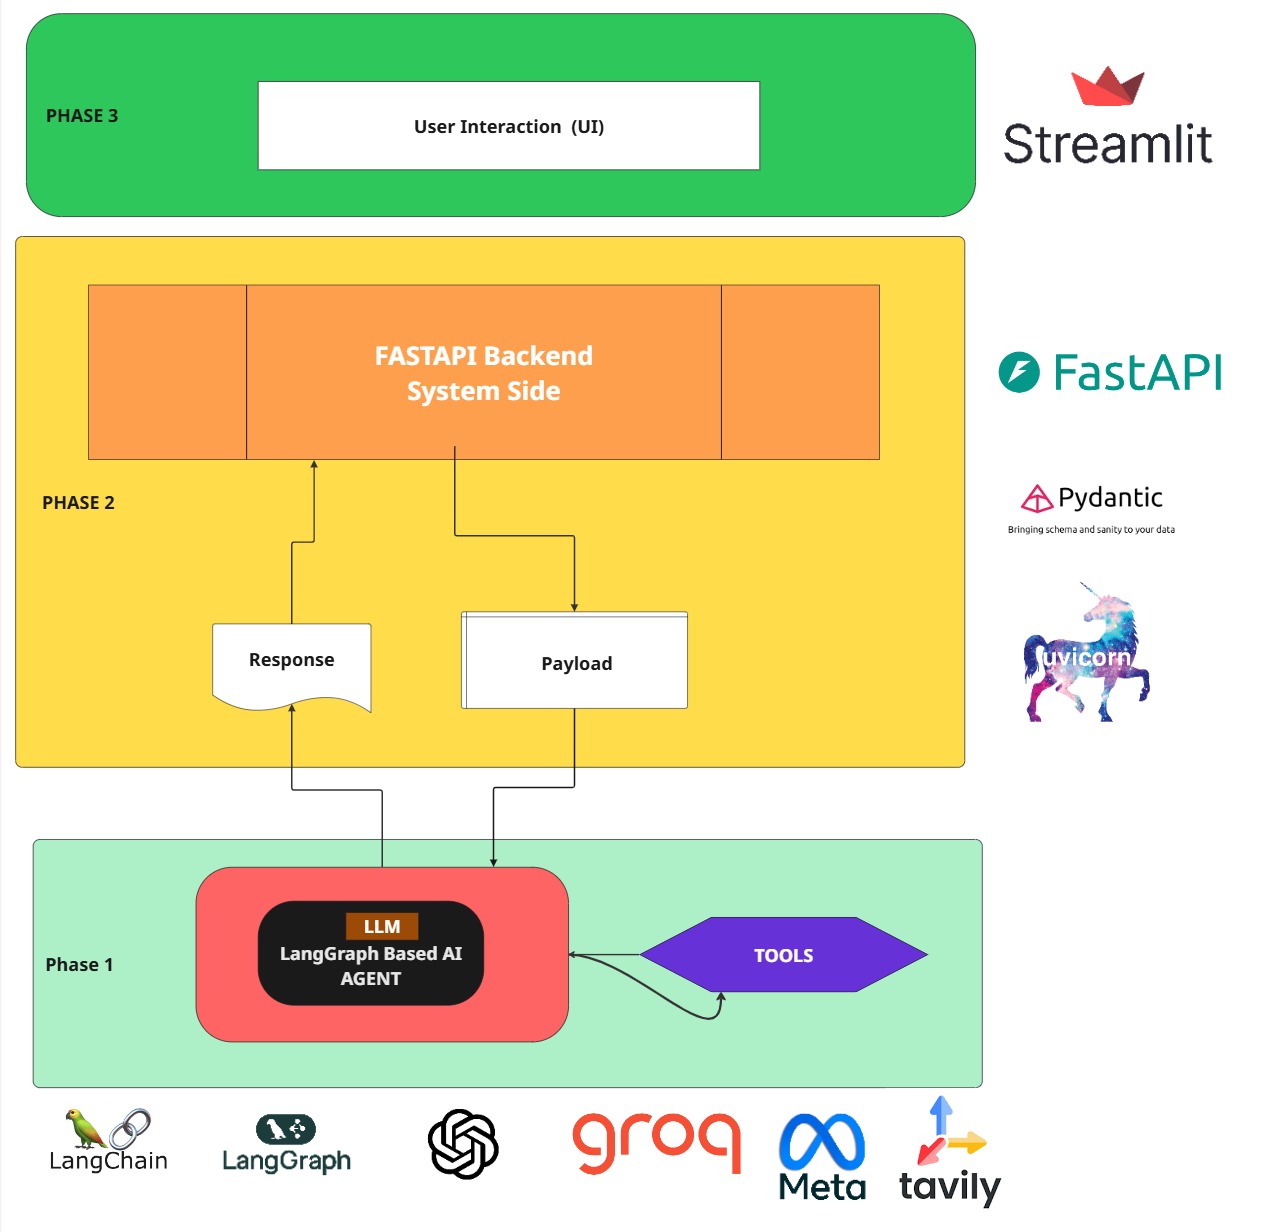 PHASE 3
User Interaction  (UI)
Streamlit
FASTAPI Backend
System Side
FastAPI
PHASE 2
Pydantic
Bringing schema and sanity to your data
Response
Payload
uvicorn
Phase 1
LLM
LangGraph Based AI
AGENT
TOOLS
LangChain
LangGraph
groq
Meta
tavily